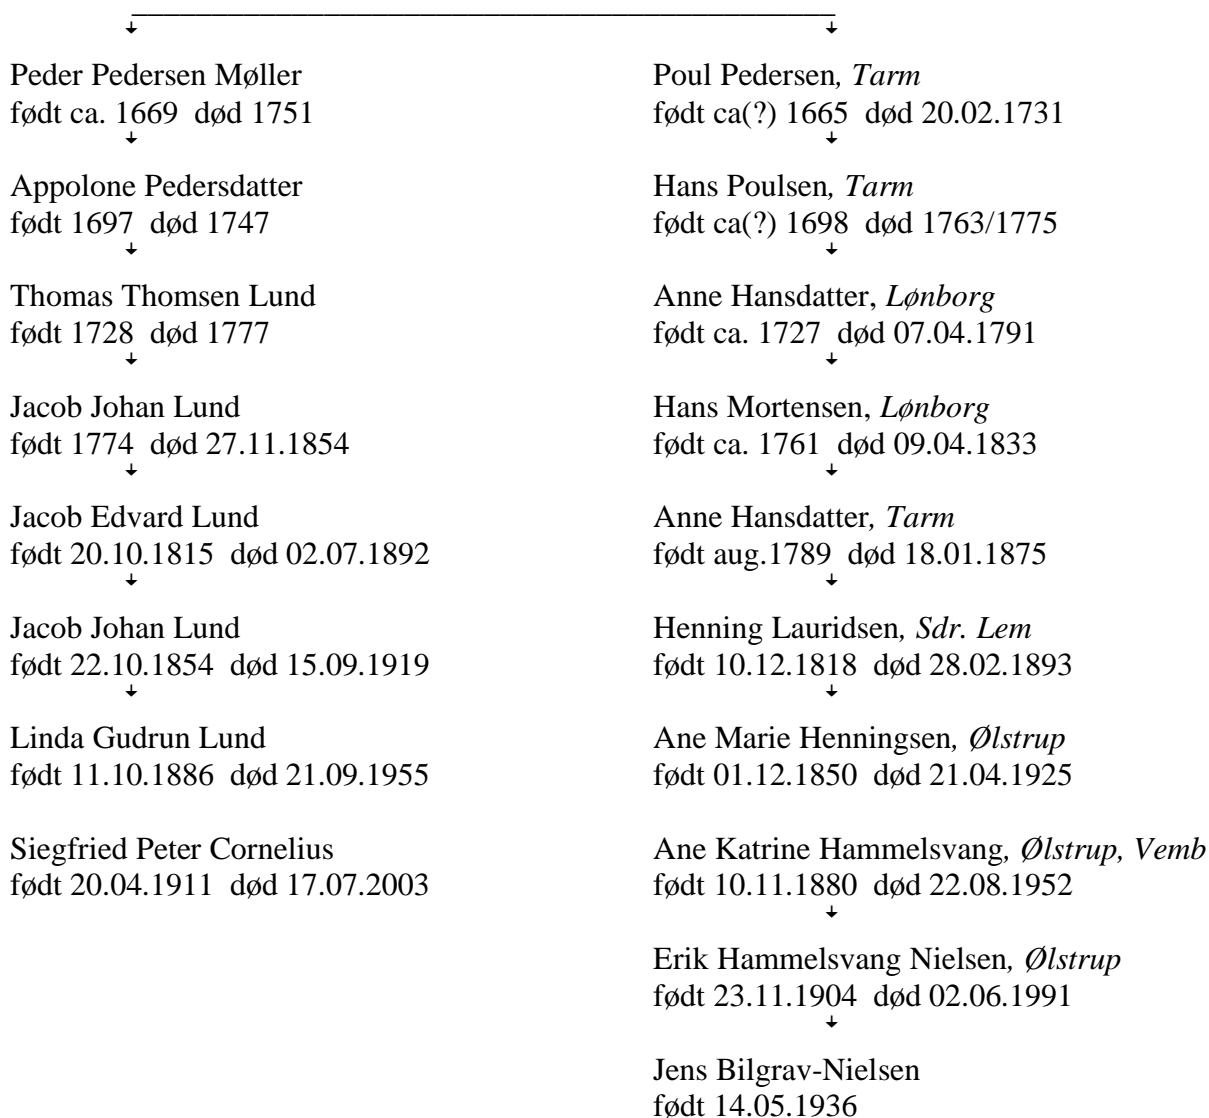 Peder Pedersen Møller
født ca. 1669 død 1751
Appolone Pedersdatter
født 1697 død 1747
Thomas Thomsen Lund
født 1728 død 1777
Jacob Johan Lund
født 1774 død 27.11.1854
Jacob Edvard Lund
født 20.10.1815 død 02.07.1892
Jacob Johan Lund
født 22.10.1854 død 15.09.1919
Linda Gudrun Lund
født 11.10.1886 død 21.09.1955
Siegfried Peter Cornelius
født 20.04.1911 død 17.07.2003
Poul Pedersen, Tarm
født ca(?) 1665 død 20.02.1731
Hans Poulsen, Tarm
født ca(?) 1698 død 1763/1775
Anne Hansdatter, Lønborg
født ca. 1727 død 07.04.1791
Hans Mortensen, Lønborg
født ca. 1761 død 09.04.1833
Anne Hansdatter, Tarm
født aug.1789 død 18.01.1875
Henning Lauridsen, Sdr. Lem
født 10.12.1818 død 28.02.1893
Ane Marie Henningsen, Ølstrup
født 01.12.1850 død 21.04.1925
Ane Katrine Hammelsvang, Ølstrup, Vemb
født 10.11.1880 død 22.08.1952
Erik Hammelsvang Nielsen, Ølstrup
født 23.11.1904 død 02.06.1991
Jens Bilgrav-Nielsen
født 14.05.1936